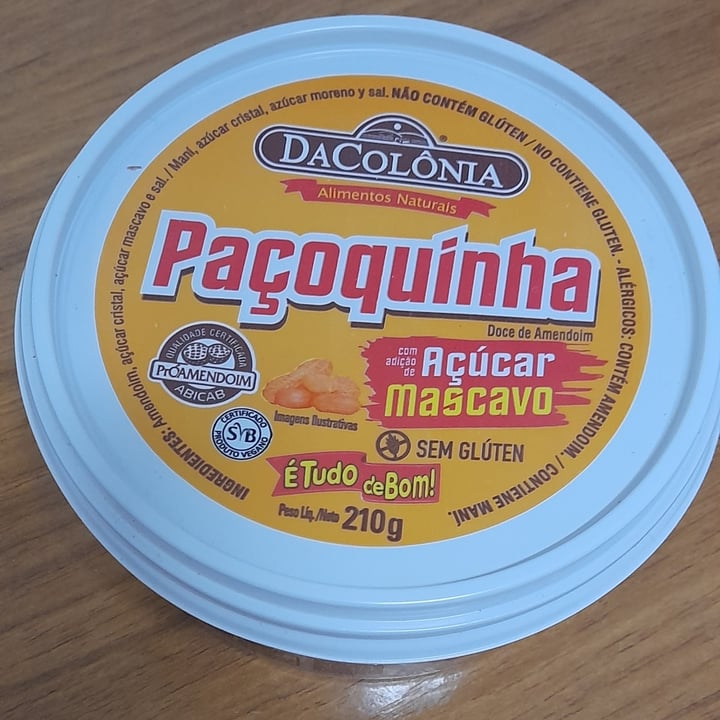 INGREDIENTES: Amendoim, açúcar cristal, açúcar mascavo e sal. / Maní, azúcar cristal, azúcar moreno y sal. NÃO CONTÉM GLÚTEN / NO CONTIENE GLUTEN. - ALÉRGICOS: CONTÉM AMENDOIM. / CONTIENE MANÍ.
DACOLÔNIA®
Alimentos Naturais
Paçoquinha
Doce de Amendoim
QUALIDADE CERTIFICADA
PRÓAMENDOIM
ABICAB
com adição de
Açúcar
Mascavo
Imagens Ilustrativas
CERTIFICADO
SVB
PRODUTO VEGANO
SEM GLÚTEN
É Tudo de Bom!
Peso Líq./Neto 210g